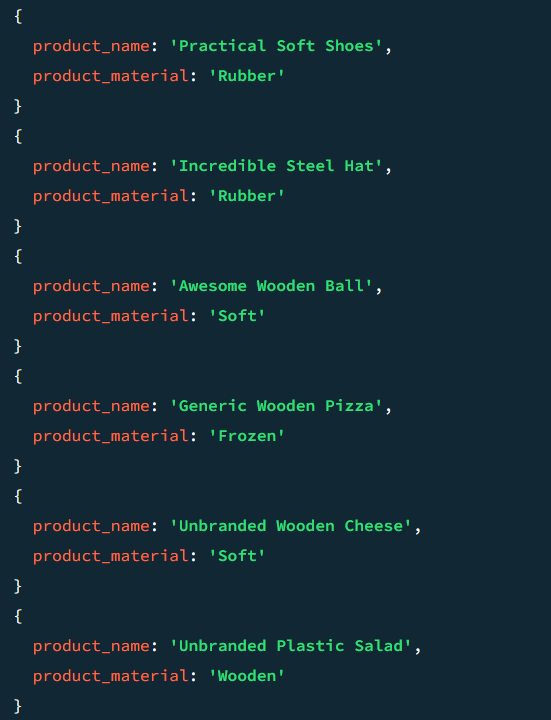 {
  product_name: 'Practical Soft Shoes',
  product_material: 'Rubber'
}
{
  product_name: 'Incredible Steel Hat',
  product_material: 'Rubber'
}
{
  product_name: 'Awesome Wooden Ball',
  product_material: 'Soft'
}
{
  product_name: 'Generic Wooden Pizza',
  product_material: 'Frozen'
}
{
  product_name: 'Unbranded Wooden Cheese',
  product_material: 'Soft'
}
{
  product_name: 'Unbranded Plastic Salad',
  product_material: 'Wooden'
}